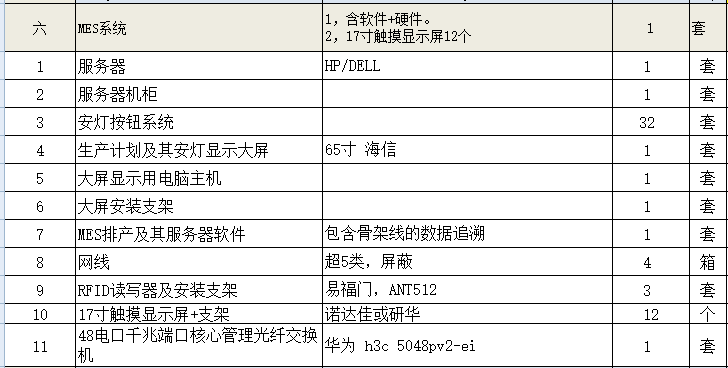 六 MES系统 1，含软件+硬件。 1 套
2，17寸触摸显示屏12个
1 服务器 HP/DELL 1 套
2 服务器机柜 1 套
3 安灯按钮系统 32 套
4 生产计划及其安灯显示大屏 65寸 海信 1 套
5 大屏显示用电脑主机 1 套
6 大屏安装支架 1 套
7 MES排产及其服务器软件 包含骨架线的数据追溯 1 套
8 网线 超5类，屏蔽 4 箱
9 RFID读写器及安装支架 易福门，ANT512 3 套
10 17寸触摸显示屏+支架 诺达佳或研华 12 个
11 48电口千兆端口核心管理光纤交换 华为 h3c 5048pv2-ei 1 套
机